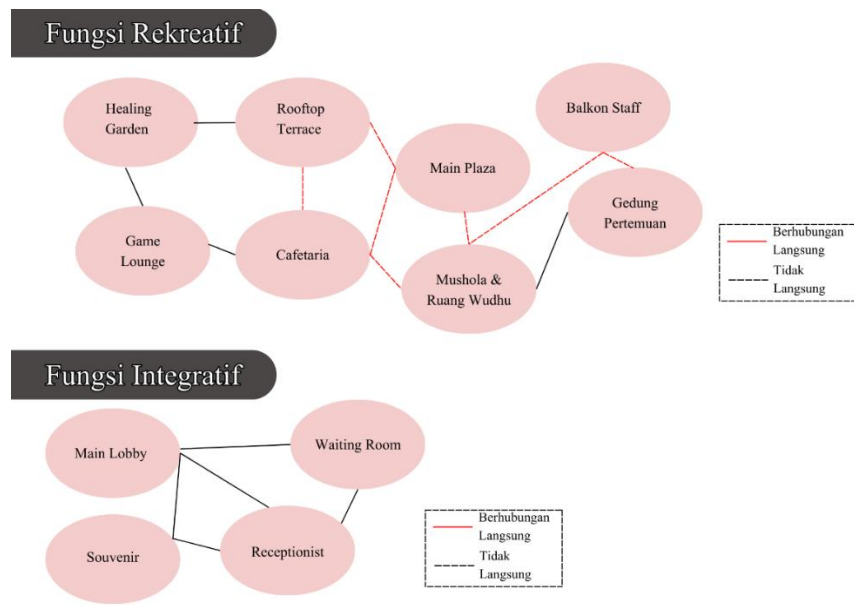 Fungsi Rekreatif
Healing
Garden
Rooftop
Terrace
Balkon Staff
Main Plaza
Gedung
Pertemuan
Game
Lounge
Cafetaria
Mushola &
Ruang Wudhu
Berhubungan
Langsung
Tidak
Langsung
Fungsi Integratif
Main Lobby
Waiting Room
Souvenir
Receptionist
Berhubungan
Langsung
Tidak
Langsung